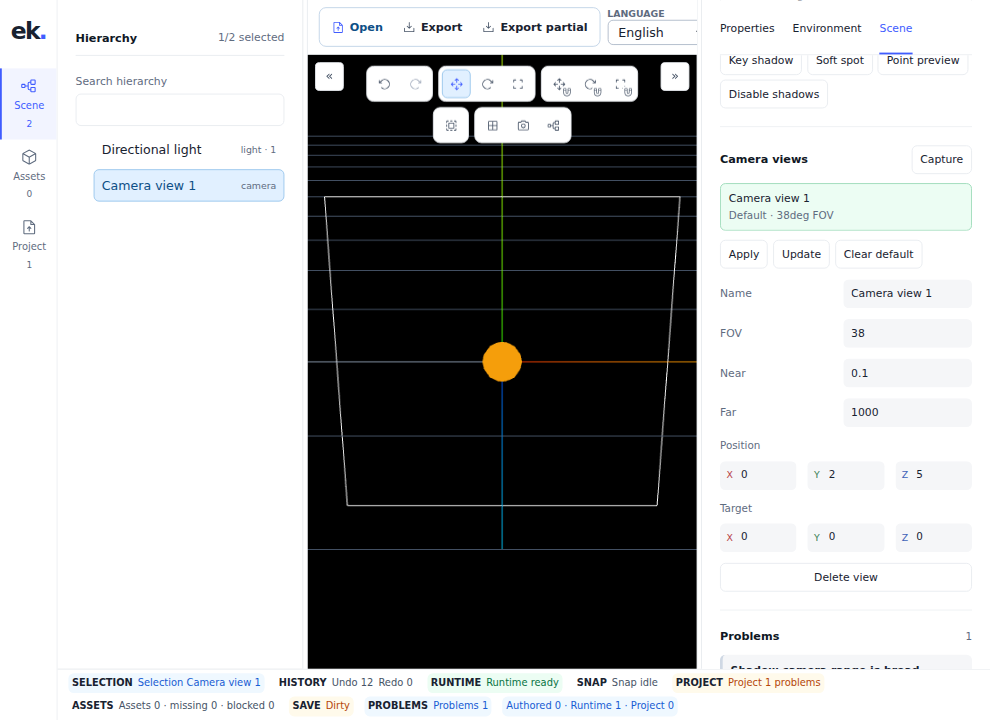 ek.
Scene
2
Assets
0
Project
1
Hierarchy
1/2 selected
Search hierarchy
Directional light
light · 1
Camera view 1
camera
Open
Export
Export partial
LANGUAGE
English
«
»
Properties
Environment
Scene
Key shadow
Soft spot
Point preview
Disable shadows
Camera views
Capture
Camera view 1
Default · 38deg FOV
Apply
Update
Clear default
Name
Camera view 1
FOV
38
Near
0.1
Far
1000
Position
X 0
Y 2
Z 5
Target
X 0
Y 0
Z 0
Delete view
Problems
1
Shadow camera range is broad
SELECTION Selection Camera view 1
HISTORY Undo 12 Redo 0
RUNTIME Runtime ready
SNAP Snap idle
PROJECT Project 1 problems
ASSETS Assets 0 · missing 0 · blocked 0
SAVE Dirty
PROBLEMS Problems 1
Authored 0 · Runtime 1 · Project 0